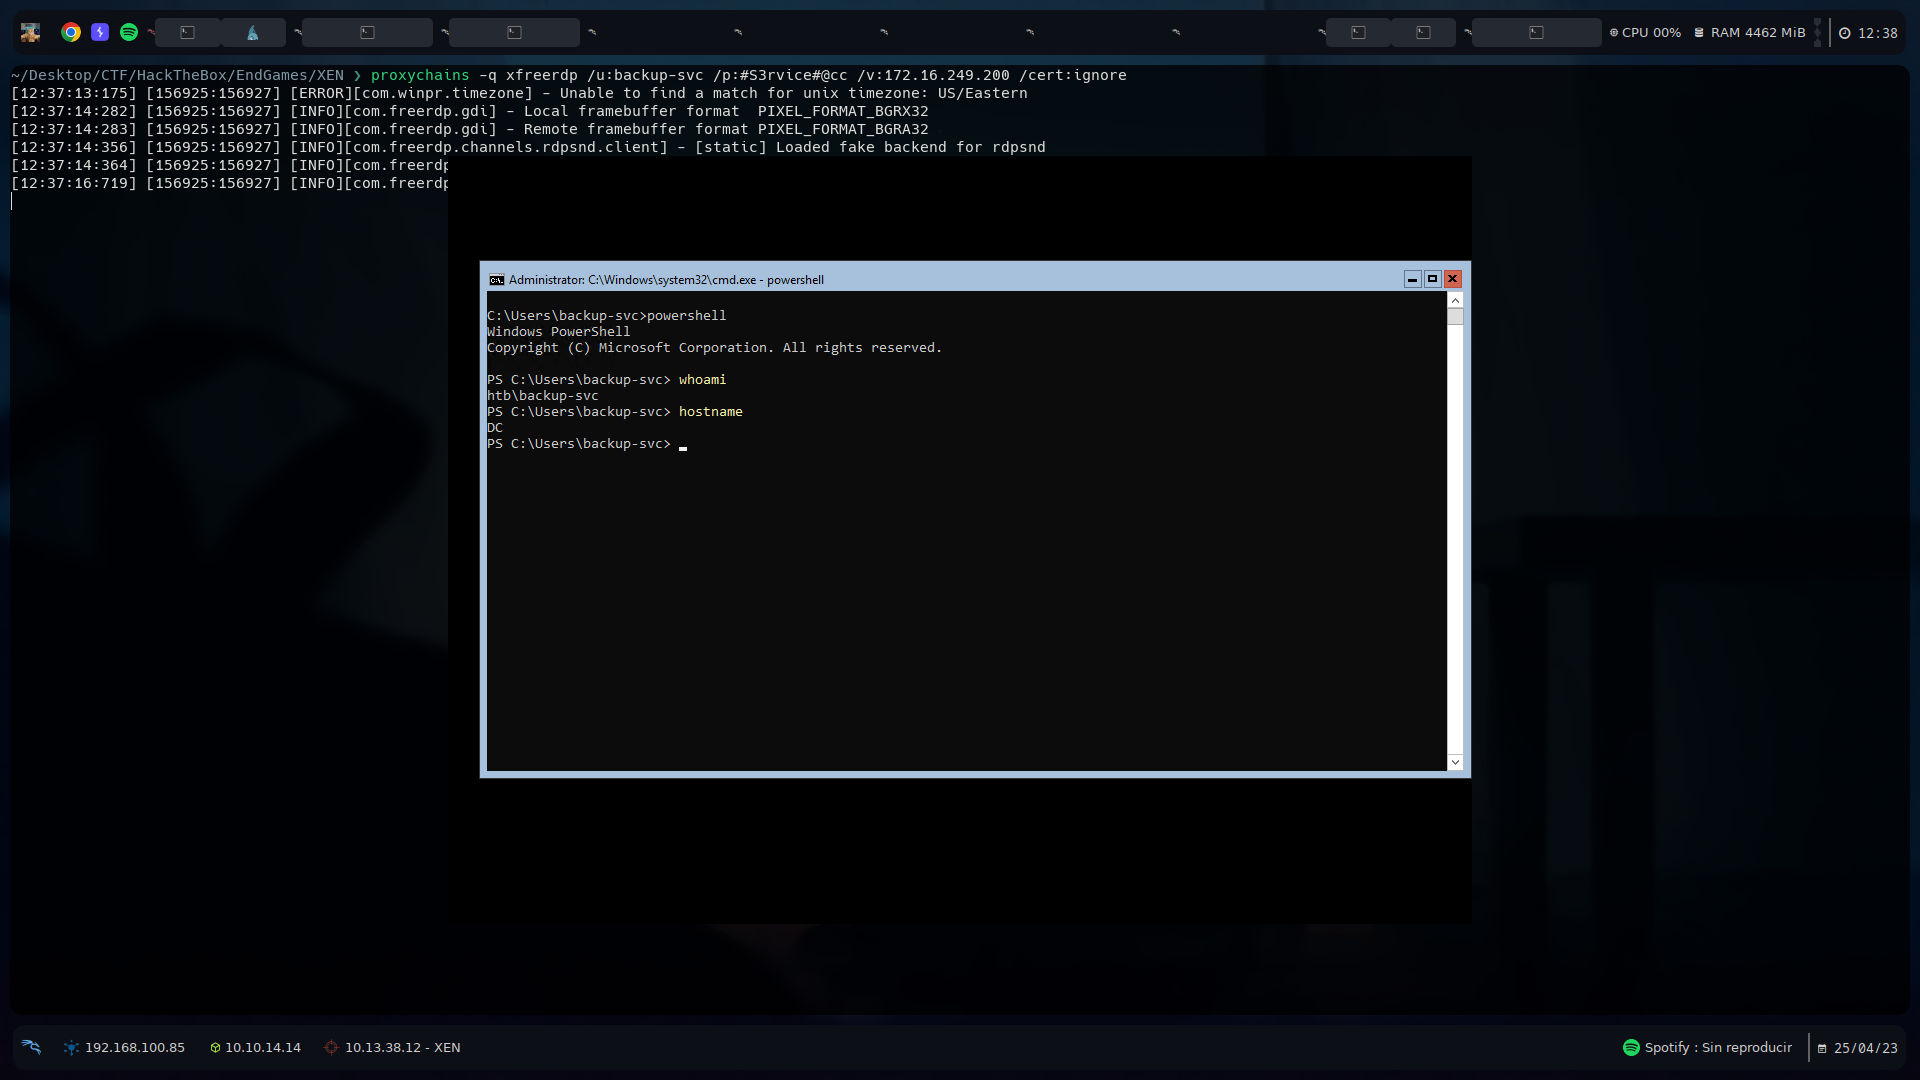 CPU 00% RAM 4462 MiB 12:38
~/Desktop/CTF/HackTheBox/EndGames/XEN ❯ proxychains -q xfreerdp /u:backup-svc /p:#S3rvice#@cc /v:172.16.249.200 /cert:ignore
[12:37:13:175] [156925:156927] [ERROR][com.winpr.timezone] - Unable to find a match for unix timezone: US/Eastern
[12:37:14:282] [156925:156927] [INFO][com.freerdp.gdi] - Local framebuffer format  PIXEL_FORMAT_BGRX32
[12:37:14:283] [156925:156927] [INFO][com.freerdp.gdi] - Remote framebuffer format PIXEL_FORMAT_BGRA32
[12:37:14:356] [156925:156927] [INFO][com.freerdp.channels.rdpsnd.client] - [static] Loaded fake backend for rdpsnd
[12:37:14:364] [156925:156927] [INFO][com.freerdp
[12:37:16:719] [156925:156927] [INFO][com.freerdp
Administrator: C:\Windows\system32\cmd.exe - powershell
C:\Users\backup-svc>powershell
Windows PowerShell
Copyright (C) Microsoft Corporation. All rights reserved.
PS C:\Users\backup-svc> whoami
htb\backup-svc
PS C:\Users\backup-svc> hostname
DC
PS C:\Users\backup-svc>
192.168.100.85 10.10.14.14 10.13.38.12 - XEN Spotify : Sin reproducir 25/04/23